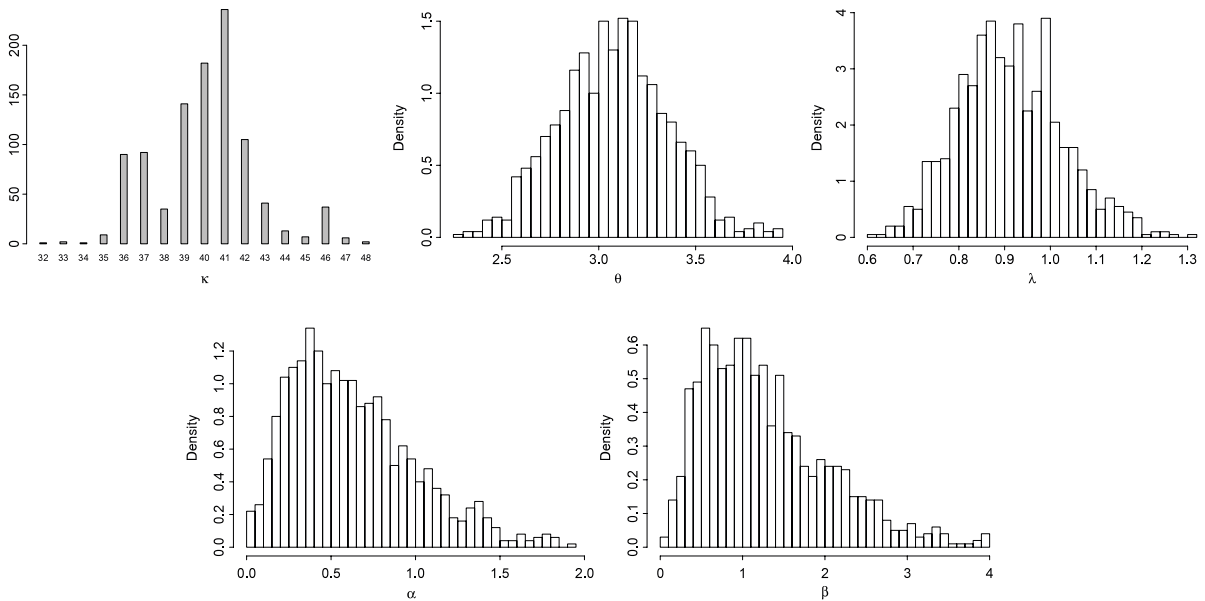 0 50 100 150 200
32 33 34 35 36 37 38 39 40 41 42 43 44 45 46 47 48
κ
Density
0.0 0.5 1.0 1.5
2.5 3.0 3.5 4.0
θ
Density
0 1 2 3 4
0.6 0.7 0.8 0.9 1.0 1.1 1.2 1.3
λ
Density
0.0 0.2 0.4 0.6 0.8 1.0 1.2
0.0 0.5 1.0 1.5 2.0
α
Density
0.0 0.1 0.2 0.3 0.4 0.5 0.6
0 1 2 3 4
β